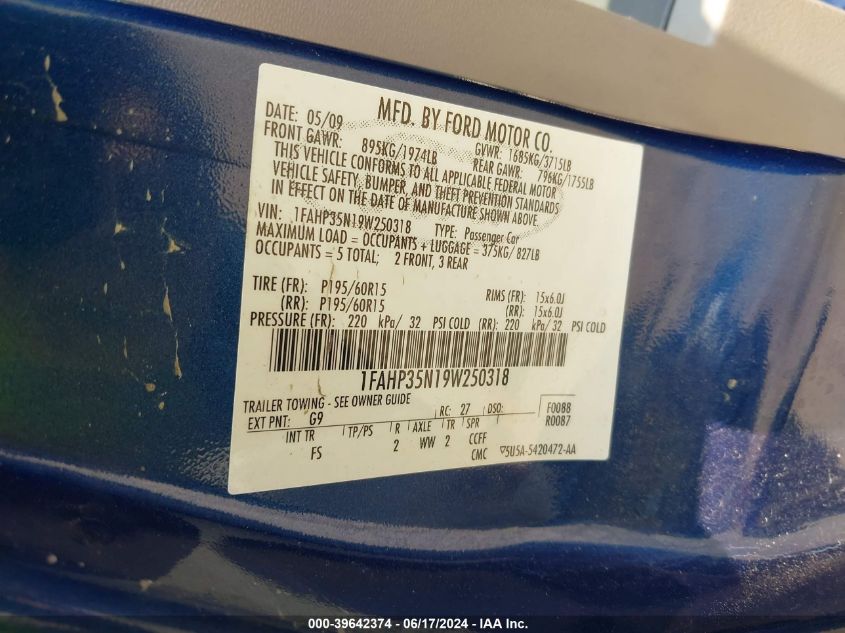 MFD. BY FORD MOTOR CO.
DATE: 05/09 GVWR: 1685KG/3715LB
FRONT GAWR: 895KG/1974LB REAR GAWR: 796KG/1755LB
THIS VEHICLE CONFORMS TO ALL APPLICABLE FEDERAL MOTOR
VEHICLE SAFETY, BUMPER, AND THEFT PREVENTION STANDARDS
IN EFFECT ON THE DATE OF MANUFACTURE SHOWN ABOVE.
VIN: 1FAHP35N19W250318 TYPE: Passenger Car
MAXIMUM LOAD = OCCUPANTS + LUGGAGE = 375KG/ 827LB
OCCUPANTS = 5 TOTAL; 2 FRONT, 3 REAR
TIRE (FR): P195/60R15 RIMS (FR): 15x6.0J
(RR): P195/60R15 (RR): 15x6.0J
PRESSURE (FR): 220 kPa/ 32 PSI COLD (RR): 220 kPa/ 32 PSI COLD
1FAHP35N19W250318
TRAILER TOWING - SEE OWNER GUIDE
EXT PNT: G9 RC: 27 DSO: F0088
R0087
INT TR TP/PS R AXLE TR SPR
FS 2 WW 2 CCFF
CMC ▽5U5A-5420472-AA
000-39642374 - 06/17/2024 - IAA Inc.